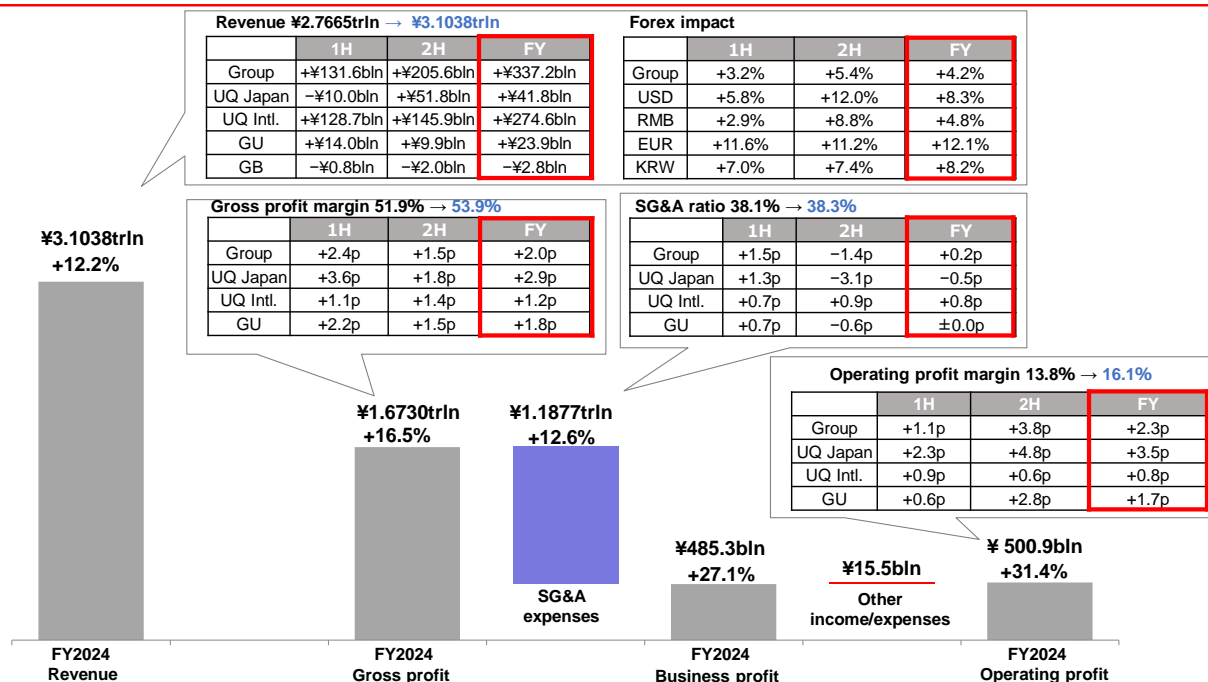 Revenue ¥2.7665trln → ¥3.1038trln
1H 2H FY
Group +¥131.6bln +¥205.6bln +¥337.2bln
UQ Japan −¥10.0bln +¥51.8bln +¥41.8bln
UQ Intl. +¥128.7bln +¥145.9bln +¥274.6bln
GU +¥14.0bln +¥9.9bln +¥23.9bln
GB −¥0.8bln −¥2.0bln −¥2.8bln
Forex impact
1H 2H FY
Group +3.2% +5.4% +4.2%
USD +5.8% +12.0% +8.3%
RMB +2.9% +8.8% +4.8%
EUR +11.6% +11.2% +12.1%
KRW +7.0% +7.4% +8.2%
Gross profit margin 51.9% → 53.9%
1H 2H FY
Group +2.4p +1.5p +2.0p
UQ Japan +3.6p +1.8p +2.9p
UQ Intl. +1.1p +1.4p +1.2p
GU +2.2p +1.5p +1.8p
SG&A ratio 38.1% → 38.3%
1H 2H FY
Group +1.5p −1.4p +0.2p
UQ Japan +1.3p −3.1p −0.5p
UQ Intl. +0.7p +0.9p +0.8p
GU +0.7p −0.6p ±0.0p
Operating profit margin 13.8% → 16.1%
1H 2H FY
Group +1.1p +3.8p +2.3p
UQ Japan +2.3p +4.8p +3.5p
UQ Intl. +0.9p +0.6p +0.8p
GU +0.6p +2.8p +1.7p
¥3.1038trln
+12.2%
¥1.6730trln
+16.5%
¥1.1877trln
+12.6%
SG&A
expenses
¥485.3bln
+27.1%
¥15.5bln
Other
income/expenses
¥ 500.9bln
+31.4%
FY2024
Revenue
FY2024
Gross profit
FY2024
Business profit
FY2024
Operating profit